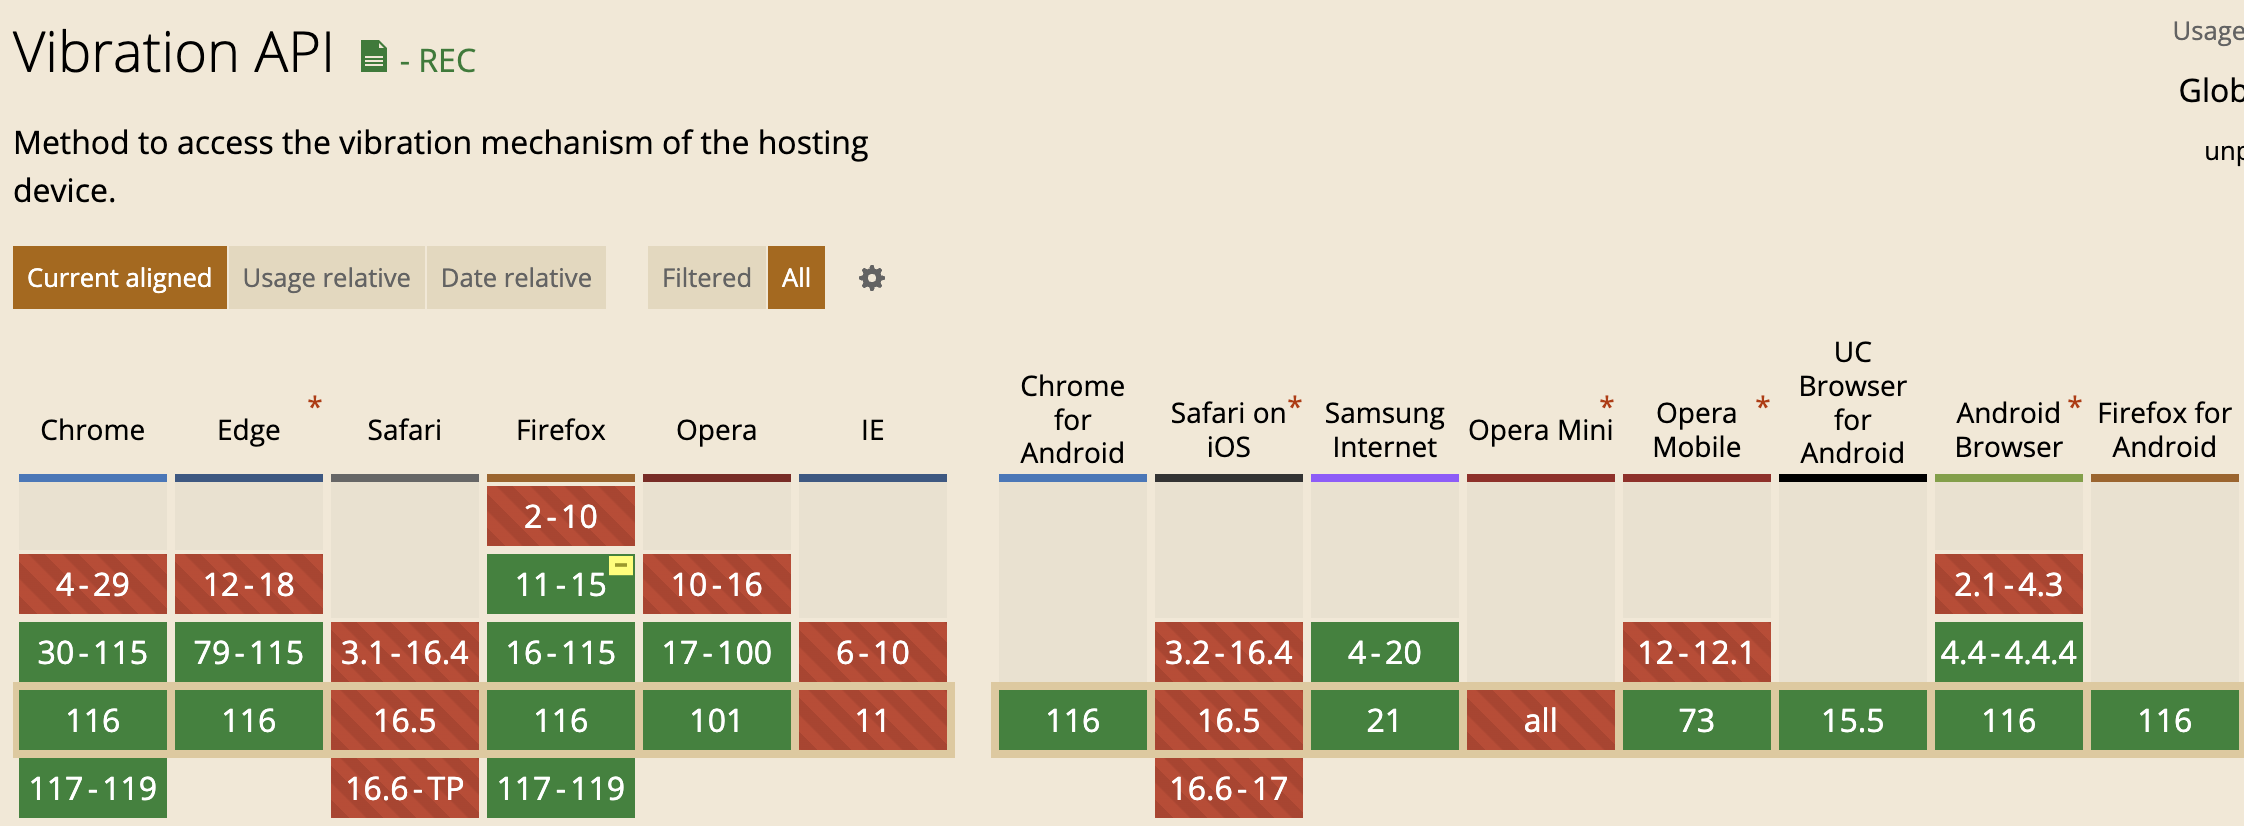 Vibration API - REC
Usage
Glob
unp
Method to access the vibration mechanism of the hosting
device.
Current aligned Usage relative Date relative Filtered All
Chrome Edge * Safari Firefox Opera IE
Chrome for Android Safari on iOS * Samsung Internet Opera Mini * Opera Mobile * UC Browser for Android Android Browser * Firefox for Android
2-10
4-29 12-18 11-15 10-16 2.1-4.3
30-115 79-115 3.1-16.4 16-115 17-100 6-10 3.2-16.4 4-20 12-12.1 4.4-4.4.4
116 116 16.5 116 101 11 116 16.5 21 all 73 15.5 116 116
117-119 16.6-TP 117-119 16.6-17